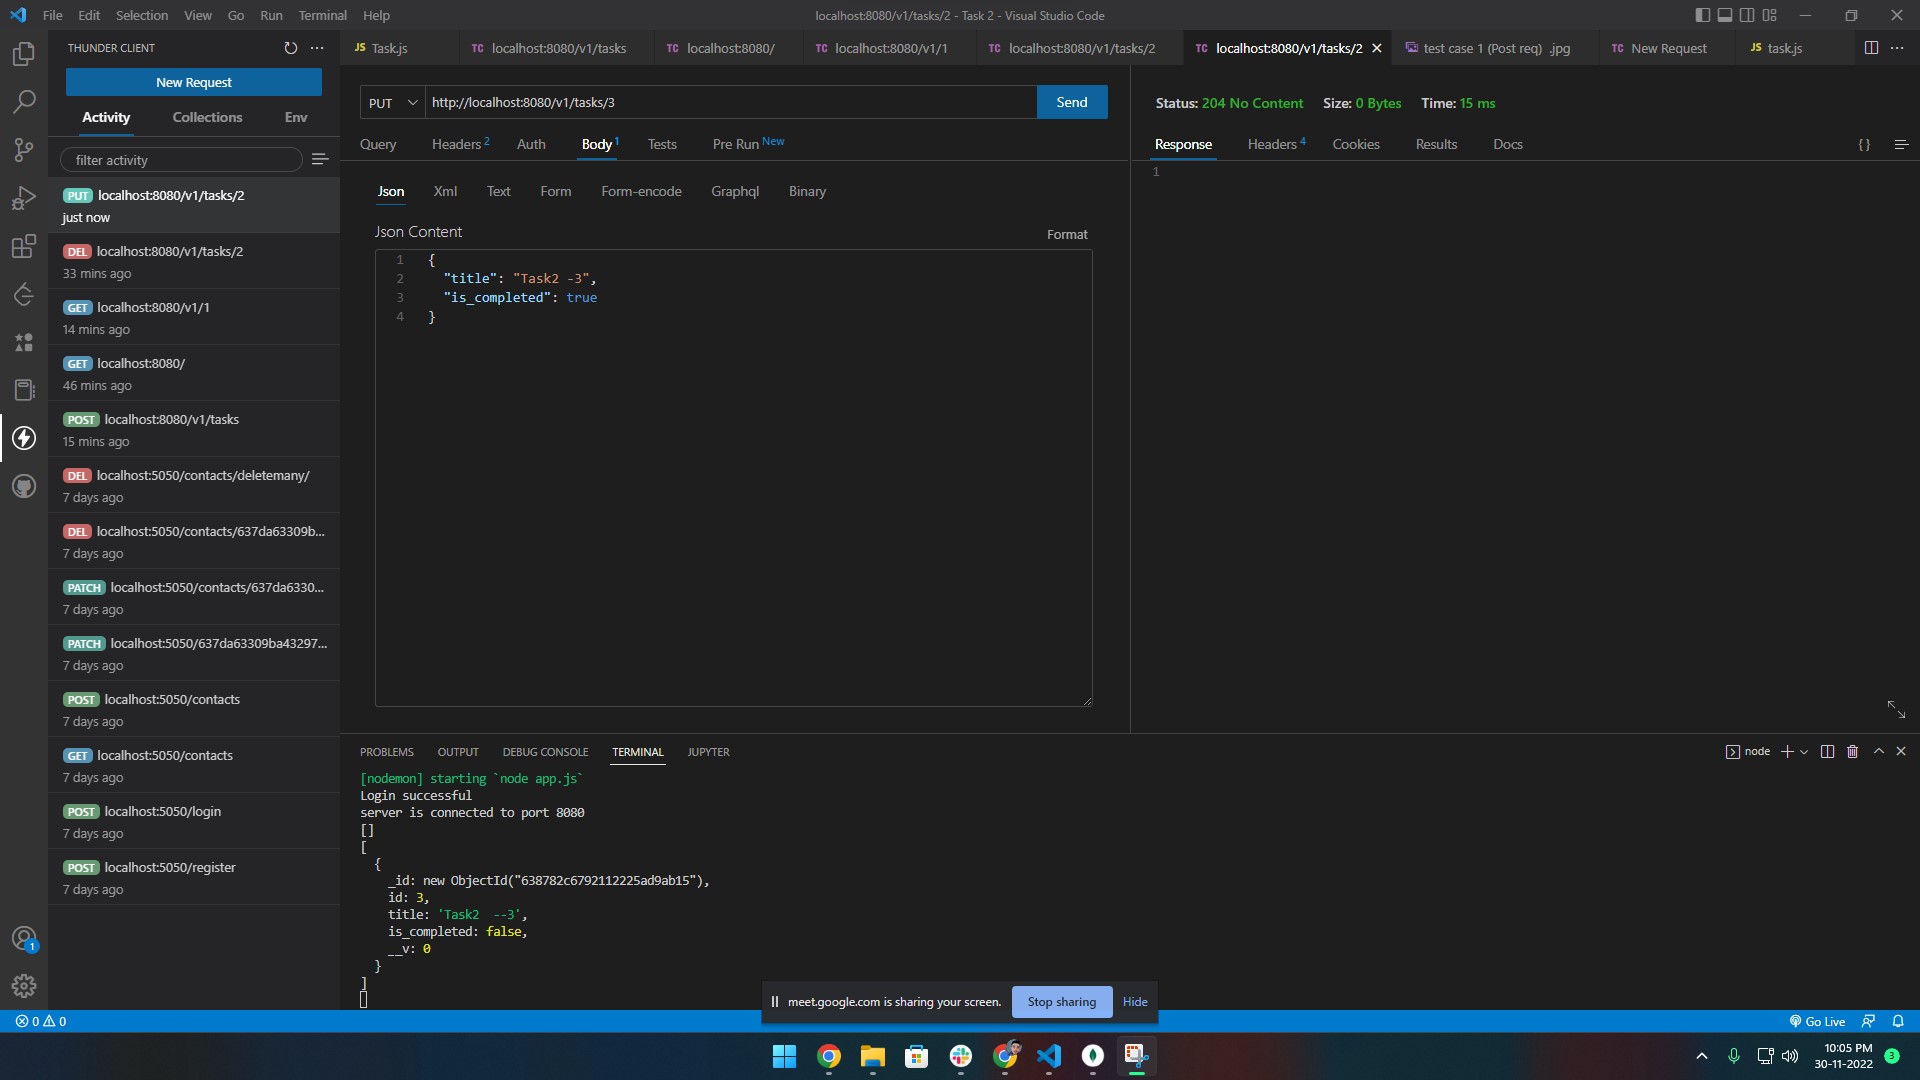 File Edit Selection View Go Run Terminal Help
localhost:8080/v1/tasks/2 - Task 2 - Visual Studio Code
THUNDER CLIENT
New Request
Activity Collections Env
filter activity
PUT localhost:8080/v1/tasks/2
just now
DEL localhost:8080/v1/tasks/2
33 mins ago
GET localhost:8080/v1/1
14 mins ago
GET localhost:8080/
46 mins ago
POST localhost:8080/v1/tasks
15 mins ago
DEL localhost:5050/contacts/deletemany/
7 days ago
DEL localhost:5050/contacts/637da63309b...
7 days ago
PATCH localhost:5050/contacts/637da6330...
7 days ago
PATCH localhost:5050/637da63309ba43297...
7 days ago
POST localhost:5050/contacts
7 days ago
GET localhost:5050/contacts
7 days ago
POST localhost:5050/login
7 days ago
POST localhost:5050/register
7 days ago
JS Task.js TC localhost:8080/v1/tasks TC localhost:8080/ TC localhost:8080/v1/1 TC localhost:8080/v1/tasks/2 TC localhost:8080/v1/tasks/2 test case 1 (Post req) .jpg TC New Request JS task.js
PUT http://localhost:8080/v1/tasks/3 Send
Query Headers 2 Auth Body 1 Tests Pre Run New
Json Xml Text Form Form-encode Graphql Binary
Json Content Format
1 {
2 "title": "Task2 -3",
3 "is_completed": true
4 }
Status: 204 No Content Size: 0 Bytes Time: 15 ms
Response Headers 4 Cookies Results Docs { }
1
PROBLEMS OUTPUT DEBUG CONSOLE TERMINAL JUPYTER node
[nodemon] starting `node app.js`
Login successful
server is connected to port 8080
[]
[
{
_id: new ObjectId("638782c6792112225ad9ab15"),
id: 3,
title: 'Task2  --3',
is_completed: false,
__v: 0
}
]
meet.google.com is sharing your screen. Stop sharing Hide
1
0 0 Go Live
10:05 PM
30-11-2022
3